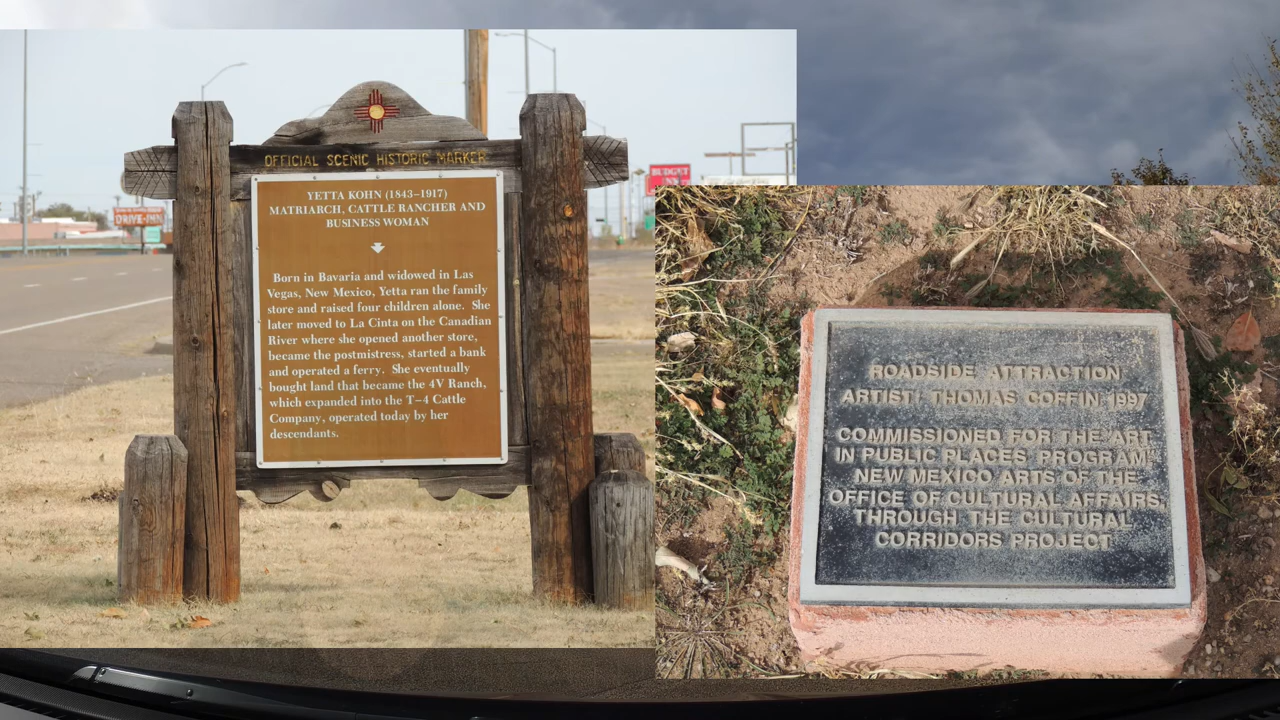 OFFICIAL SCENIC HISTORIC MARKER
YETTA KOHN (1843–1917)
MATRIARCH, CATTLE RANCHER AND
BUSINESS WOMAN
Born in Bavaria and widowed in Las
Vegas, New Mexico, Yetta ran the family
store and raised four children alone. She
later moved to La Cinta on the Canadian
River where she opened another store,
became the postmistress, started a bank
and operated a ferry. She eventually
bought land that became the 4V Ranch,
which expanded into the T–4 Cattle
Company, operated today by her
descendants.
DRIVE-IN
BUDGET
INN
ROADSIDE ATTRACTION
ARTIST: THOMAS COFFIN 1997
COMMISSIONED FOR THE ART
IN PUBLIC PLACES PROGRAM
NEW MEXICO ARTS OF THE
OFFICE OF CULTURAL AFFAIRS,
THROUGH THE CULTURAL
CORRIDORS PROJECT